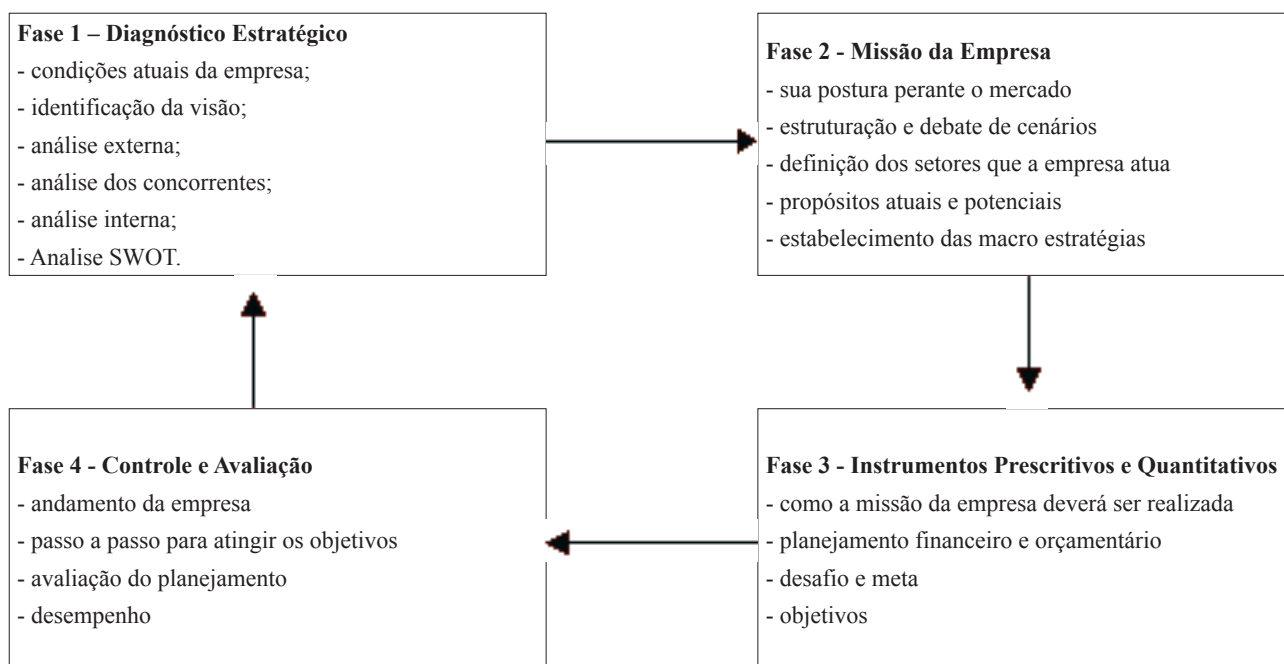 Fase 1 – Diagnóstico Estratégico
- condições atuais da empresa;
- identificação da visão;
- análise externa;
- análise dos concorrentes;
- análise interna;
- Analise SWOT.
Fase 2 - Missão da Empresa
- sua postura perante o mercado
- estruturação e debate de cenários
- definição dos setores que a empresa atua
- propósitos atuais e potenciais
- estabelecimento das macro estratégias
Fase 4 - Controle e Avaliação
- andamento da empresa
- passo a passo para atingir os objetivos
- avaliação do planejamento
- desempenho
Fase 3 - Instrumentos Prescritivos e Quantitativos
- como a missão da empresa deverá ser realizada
- planejamento financeiro e orçamentário
- desafio e meta
- objetivos